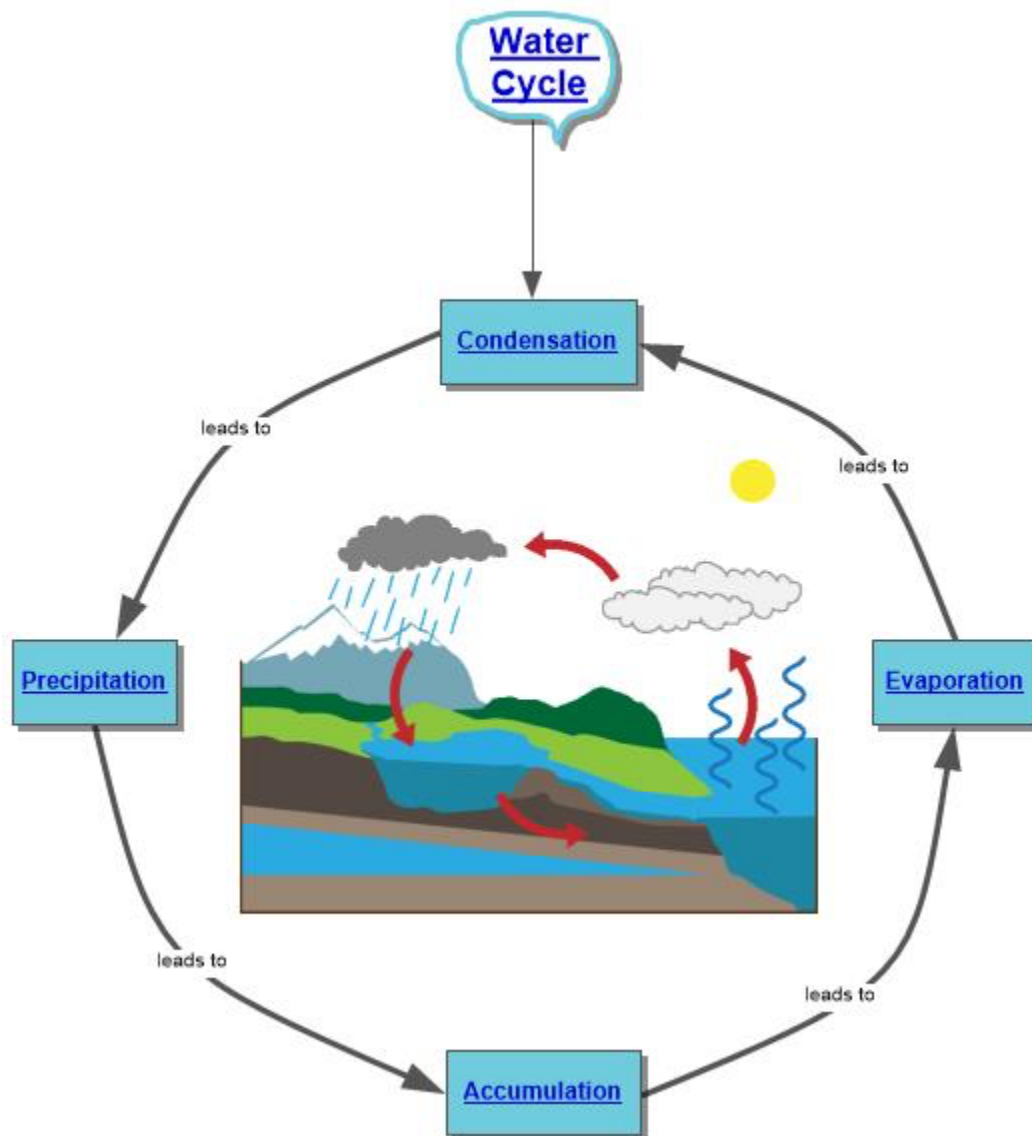 Water
Cycle
Condensation
leads to
leads to
Precipitation
Evaporation
leads to
leads to
Accumulation